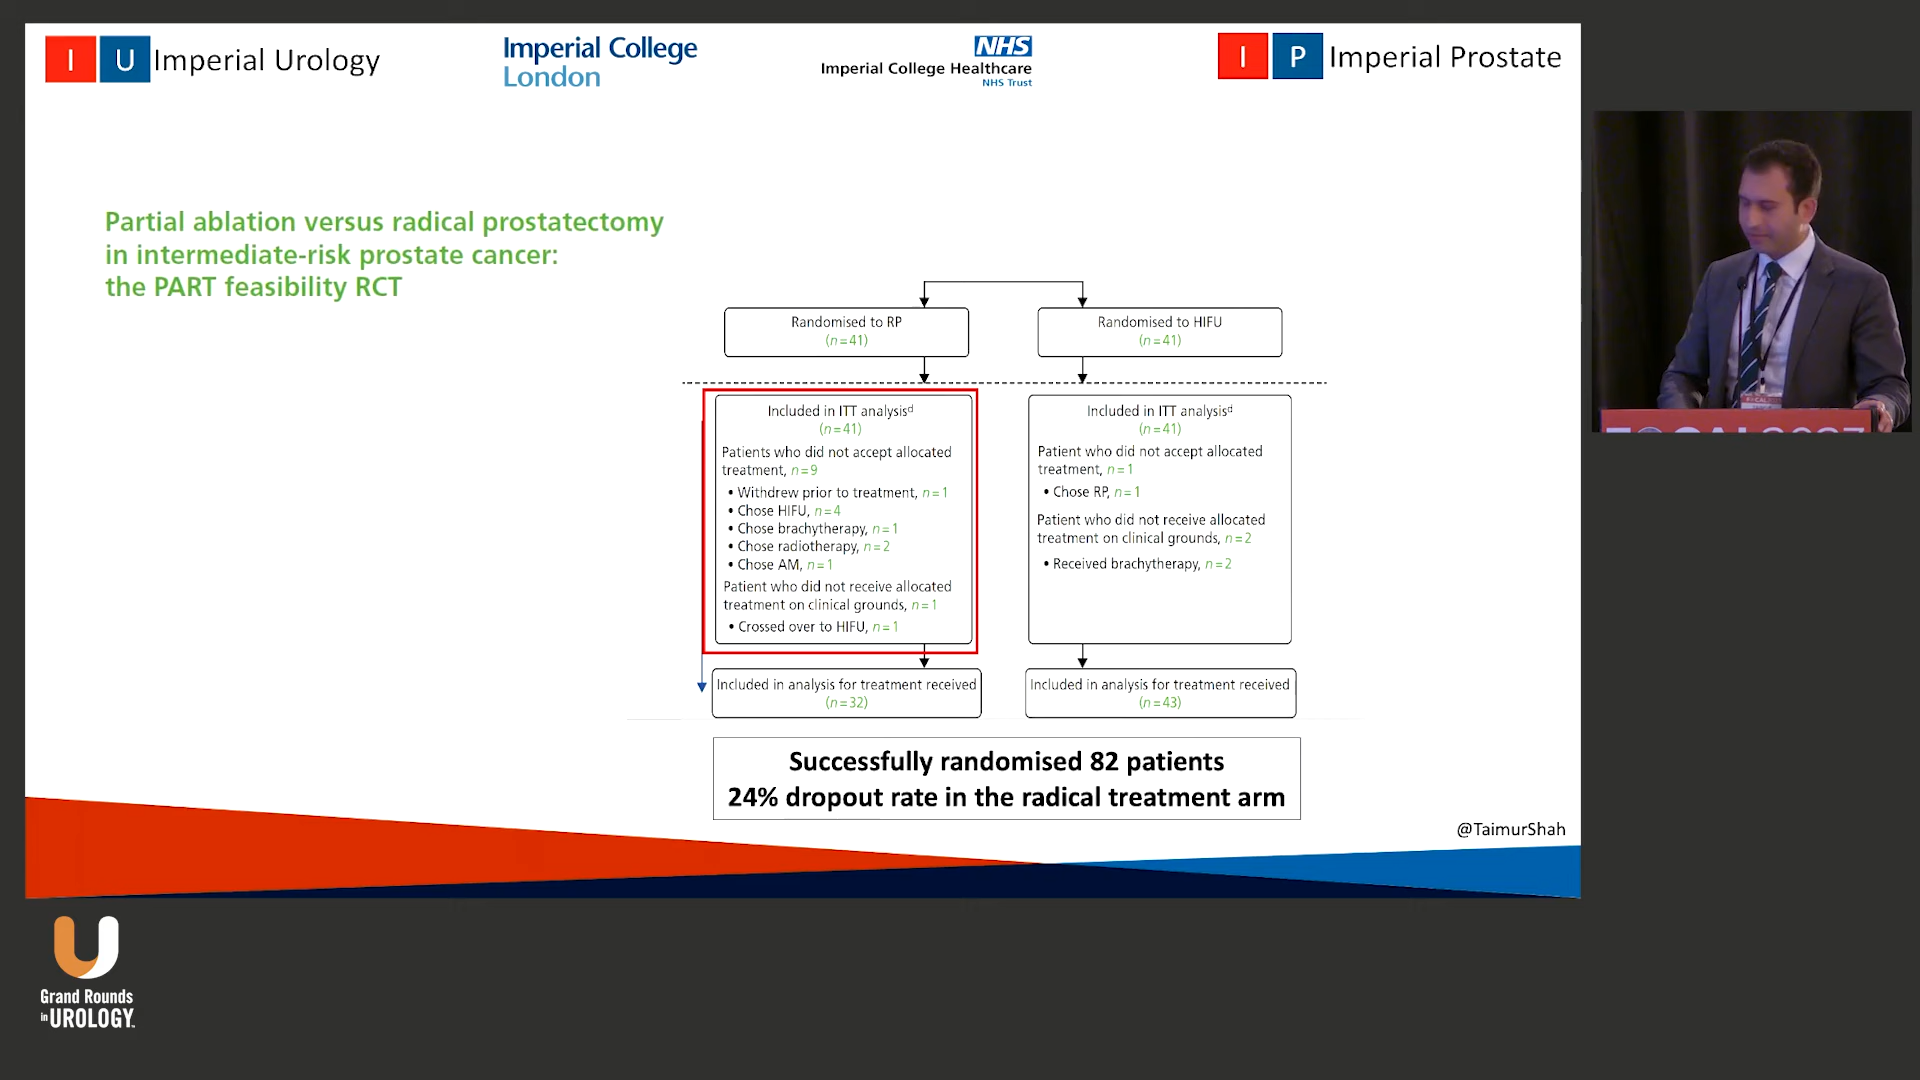 I U Imperial Urology
Imperial College
London
NHS
Imperial College Healthcare
NHS Trust
I P Imperial Prostate
Partial ablation versus radical prostatectomy
in intermediate-risk prostate cancer:
the PART feasibility RCT
Randomised to RP
(n=41)
Randomised to HIFU
(n=41)
Included in ITT analysisᵈ
(n=41)
Patients who did not accept allocated
treatment, n=9
• Withdrew prior to treatment, n=1
• Chose HIFU, n=4
• Chose brachytherapy, n=1
• Chose radiotherapy, n=2
• Chose AM, n=1
Patient who did not receive allocated
treatment on clinical grounds, n=1
• Crossed over to HIFU, n=1
Included in ITT analysisᵈ
(n=41)
Patient who did not accept allocated
treatment, n=1
• Chose RP, n=1
Patient who did not receive allocated
treatment on clinical grounds, n=2
• Received brachytherapy, n=2
Included in analysis for treatment received
(n=32)
Included in analysis for treatment received
(n=43)
Successfully randomised 82 patients
24% dropout rate in the radical treatment arm
@TaimurShah
Grand Rounds
in UROLOGY